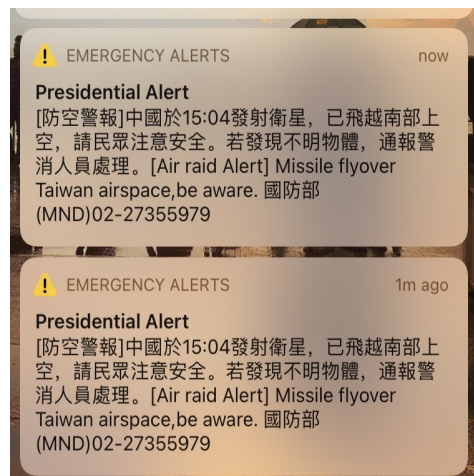 EMERGENCY ALERTS now
Presidential Alert
[防空警報]中國於15:04發射衛星，已飛越南部上
空，請民眾注意安全。若發現不明物體，通報警
消人員處理。[Air raid Alert] Missile flyover
Taiwan airspace,be aware. 國防部
(MND)02-27355979
EMERGENCY ALERTS 1m ago
Presidential Alert
[防空警報]中國於15:04發射衛星，已飛越南部上
空，請民眾注意安全。若發現不明物體，通報警
消人員處理。[Air raid Alert] Missile flyover
Taiwan airspace,be aware. 國防部
(MND)02-27355979